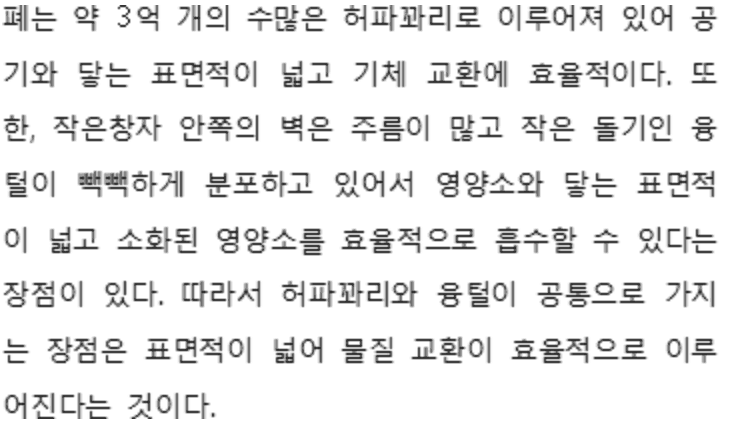 폐는 약 3억 개의 수많은 허파꽈리로 이루어져 있어 공
기와 닿는 표면적이 넓고 기체 교환에 효율적이다. 또
한, 작은창자 안쪽의 벽은 주름이 많고 작은 돌기인 융
털이 빽빽하게 분포하고 있어서 영양소와 닿는 표면적
이 넓고 소화된 영양소를 효율적으로 흡수할 수 있다는
장점이 있다. 따라서 허파꽈리와 융털이 공통으로 가지
는 장점은 표면적이 넓어 물질 교환이 효율적으로 이루
어진다는 것이다.